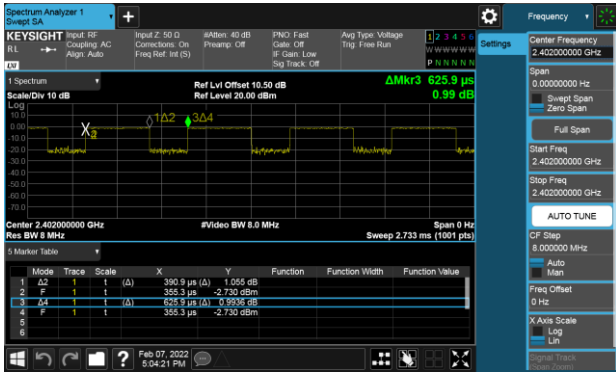 Spectrum Analyzer 1
Swept SA
+
Frequency
KEYSIGHT
RL
LXI
Input: RF
Coupling: AC
Align: Auto
Input Z: 50 Ω
Corrections: On
Freq Ref: Int (S)
#Atten: 40 dB
Preamp: Off
PNO: Fast
Gate: Off
IF Gain: Low
Sig Track: Off
Avg Type: Voltage
Trig: Free Run
1 2 3 4 5 6
W W W W W W
P N N N N N
Settings
Center Frequency
2.402000000 GHz
Span
0.00000000 Hz
Swept Span
Zero Span
Full Span
Start Freq
2.402000000 GHz
Stop Freq
2.402000000 GHz
AUTO TUNE
CF Step
8.000000 MHz
Auto
Man
Freq Offset
0 Hz
X Axis Scale
Log
Lin
Signal Track
(Span Zoom)
1 Spectrum
Scale/Div 10 dB
Ref Lvl Offset 10.50 dB
Ref Level 20.00 dBm
ΔMkr3 625.9 µs
0.99 dB
Log
10.0
0.00
-10.0
-20.0
-30.0
-40.0
-50.0
-60.0
-70.0
1Δ2
3Δ4
Center 2.402000 GHz
Res BW 8 MHz
#Video BW 8.0 MHz
Span 0 Hz
Sweep 2.733 ms (1001 pts)
5 Marker Table
Mode Trace Scale X Y Function Function Width Function Value
1 Δ2 1 t (Δ) 390.9 µs (Δ) 1.055 dB
2 F 1 t 355.3 µs -2.730 dBm
3 Δ4 1 t (Δ) 625.9 µs (Δ) 0.9936 dB
4 F 1 t 355.3 µs -2.730 dBm
5
6
?
Feb 07, 2022
5:04:21 PM